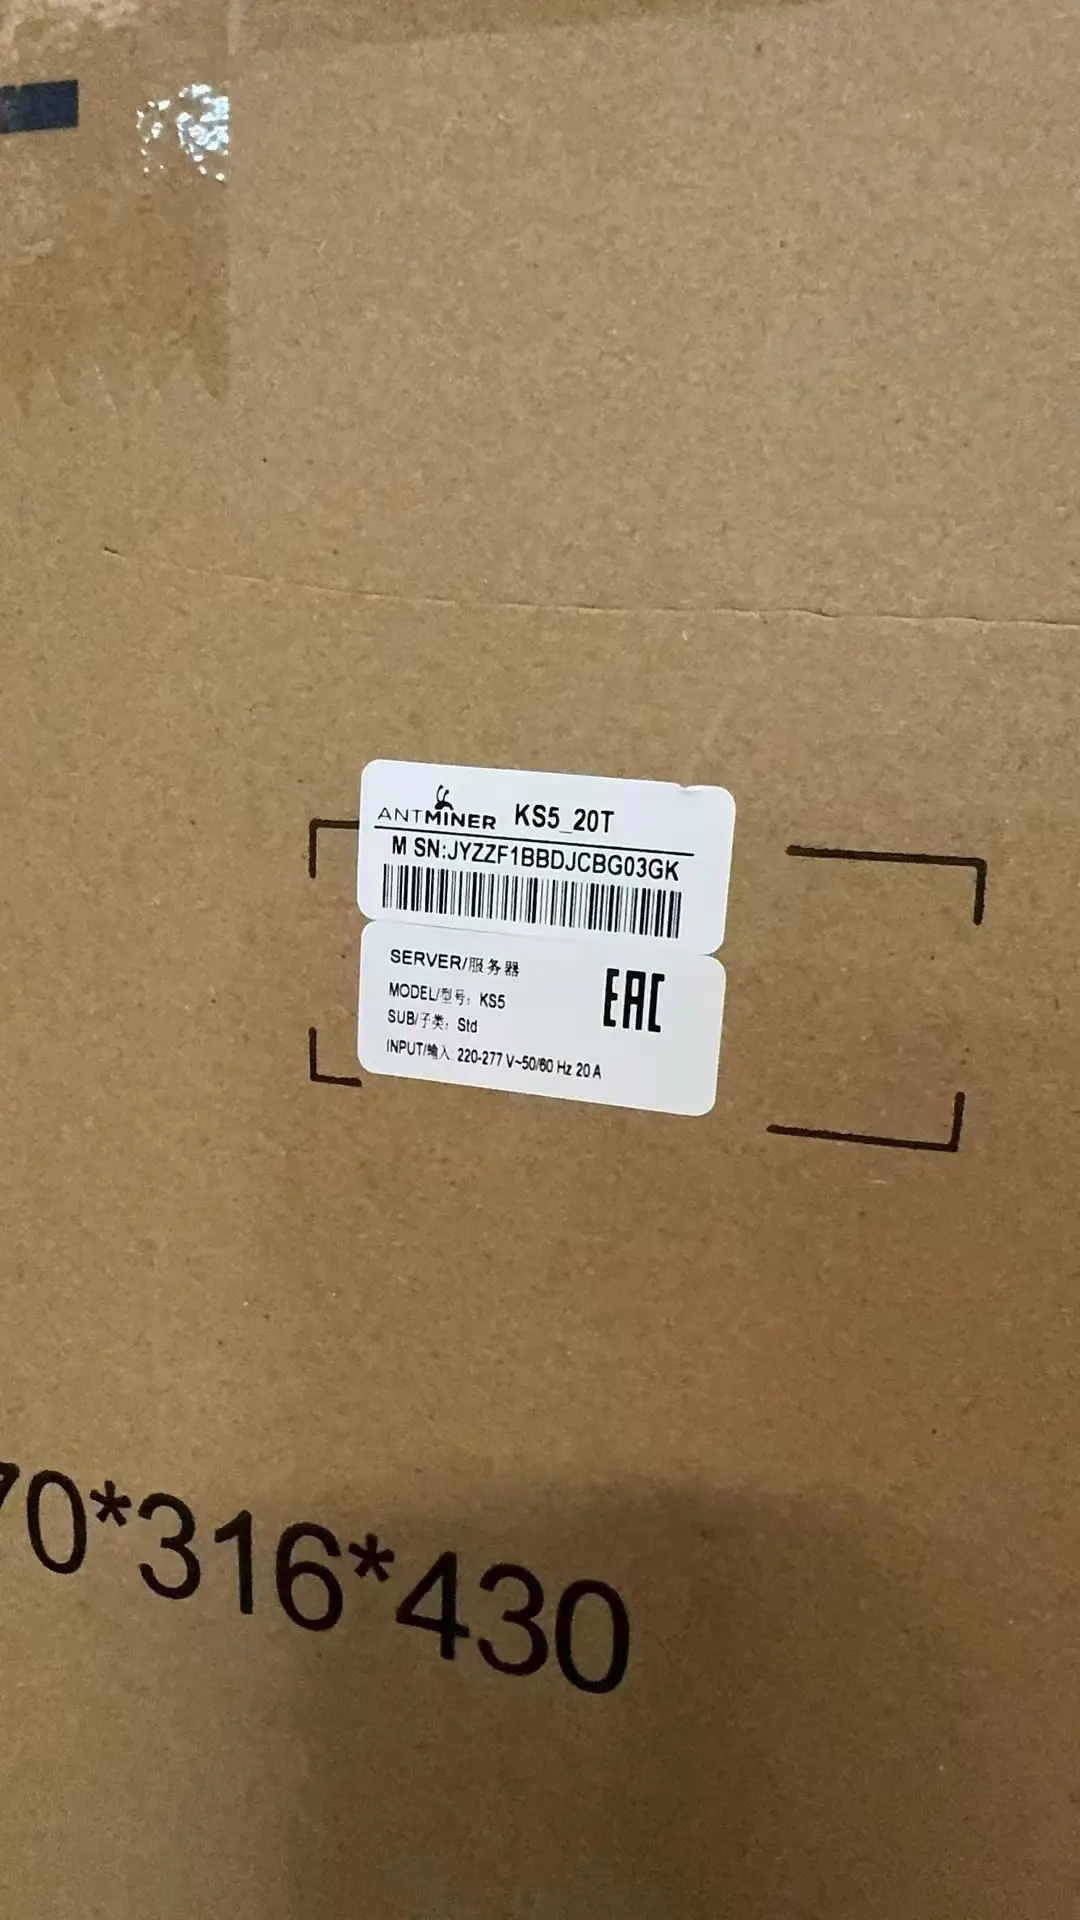 ANTMINER KS5_20T
M SN:JYZZF1BBDJCBG03GK
SERVER/服务器
EAC
MODEL/型号: KS5
SUB/子类: Std
INPUT/输入 220-277 V~50/60 Hz 20 A
70*316*430